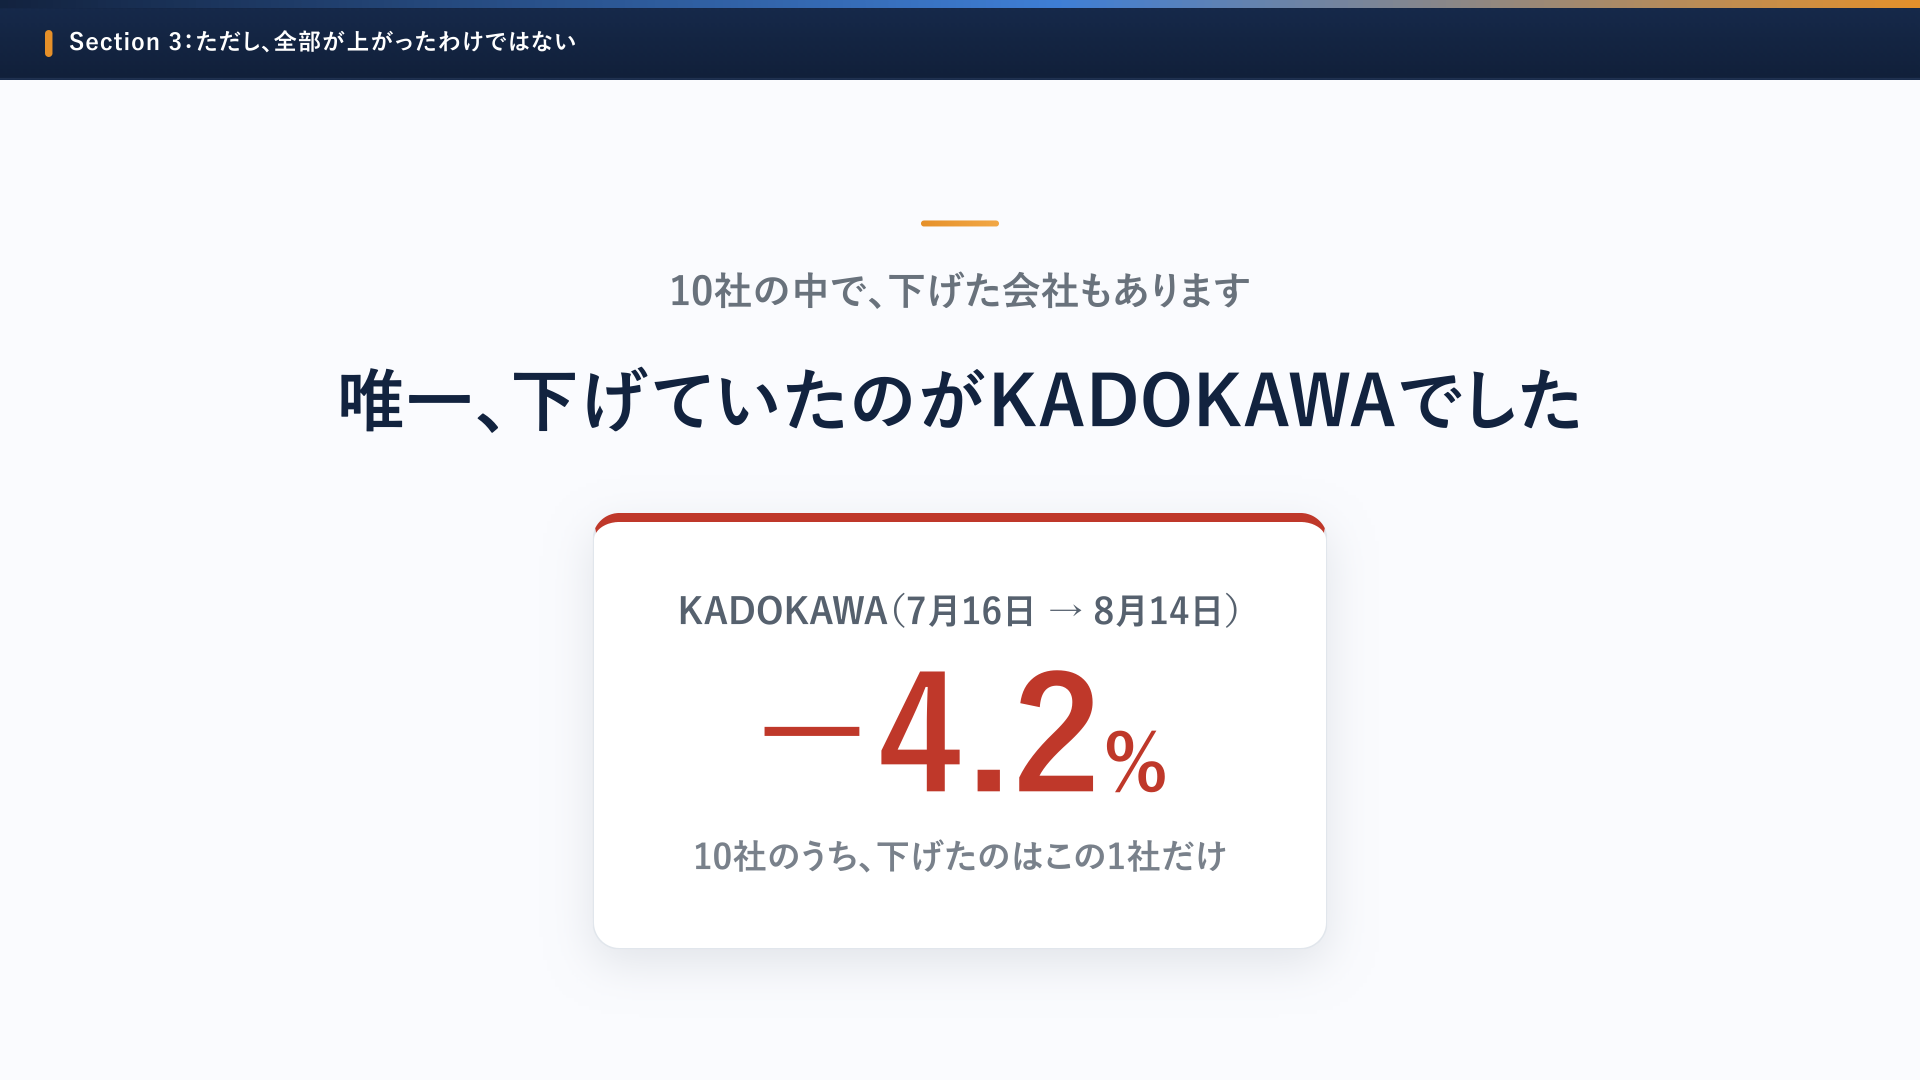 Section 3：ただし、全部が上がったわけではない
10社の中で、下げた会社もあります
唯一、下げていたのがKADOKAWAでした
KADOKAWA（7月16日 → 8月14日）
−4.2%
10社のうち、下げたのはこの1社だけ